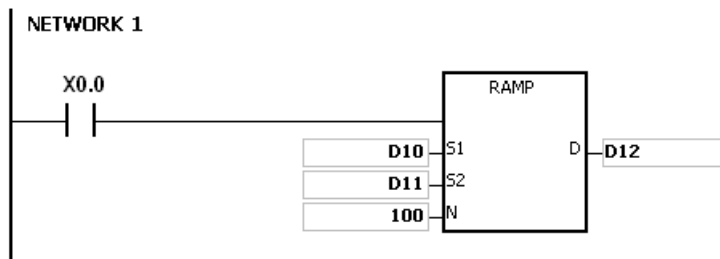 NETWORK 1
X0.0
RAMP
D10 S1 D D12
D11 S2
100 N